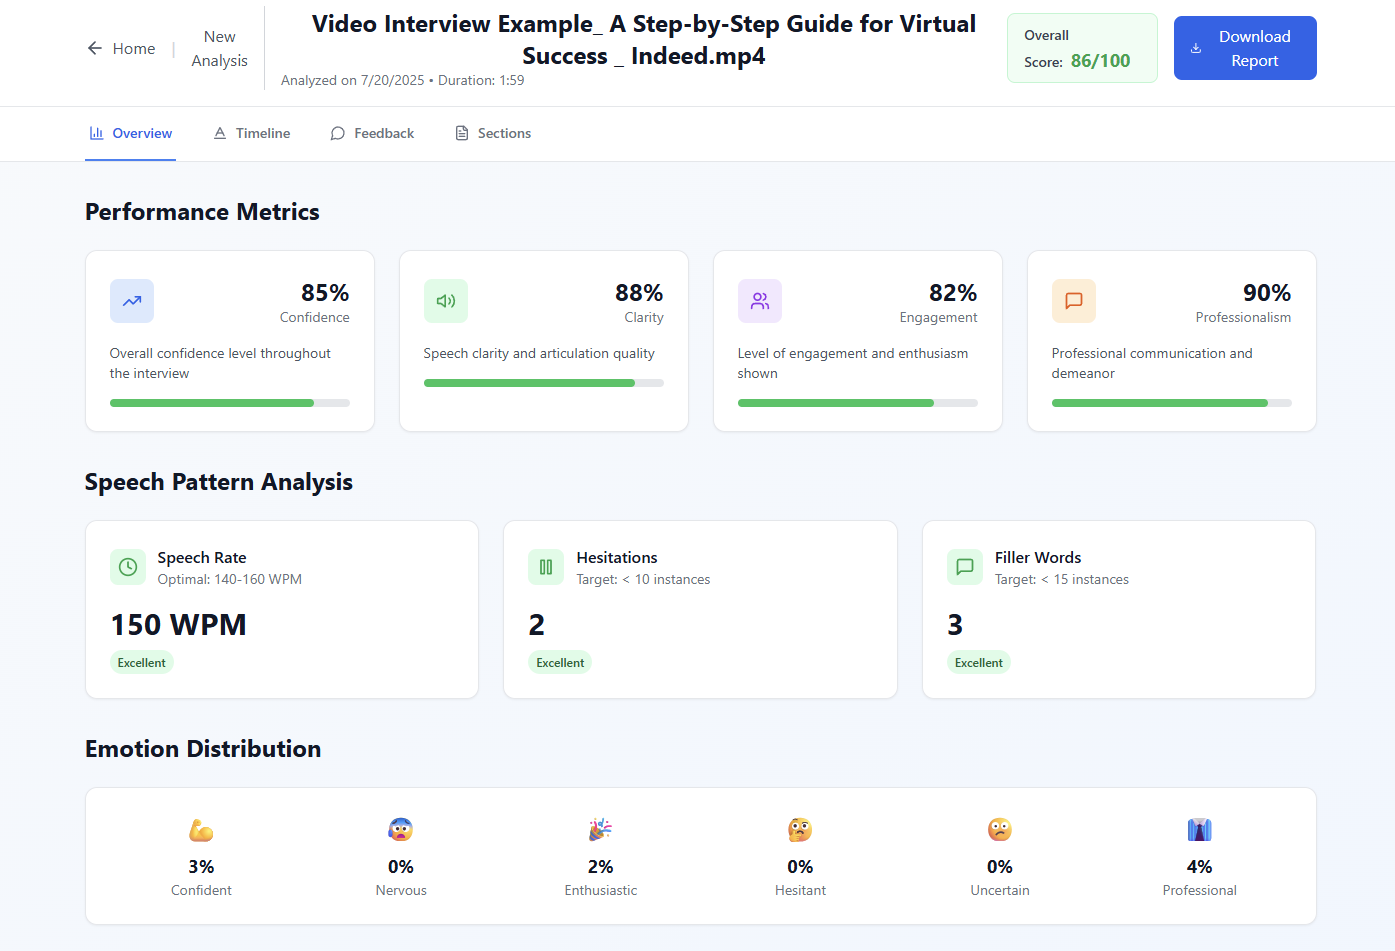 Home
|
New
Analysis
Video Interview Example_ A Step-by-Step Guide for Virtual
Success _ Indeed.mp4
Analyzed on 7/20/2025 • Duration: 1:59
Overall
Score: 86/100
Download
Report
Overview
Timeline
Feedback
Sections
Performance Metrics
85%
Confidence
Overall confidence level throughout
the interview
88%
Clarity
Speech clarity and articulation quality
82%
Engagement
Level of engagement and enthusiasm
shown
90%
Professionalism
Professional communication and
demeanor
Speech Pattern Analysis
Speech Rate
Optimal: 140-160 WPM
150 WPM
Excellent
Hesitations
Target: < 10 instances
2
Excellent
Filler Words
Target: < 15 instances
3
Excellent
Emotion Distribution
3%
Confident
0%
Nervous
2%
Enthusiastic
0%
Hesitant
0%
Uncertain
4%
Professional